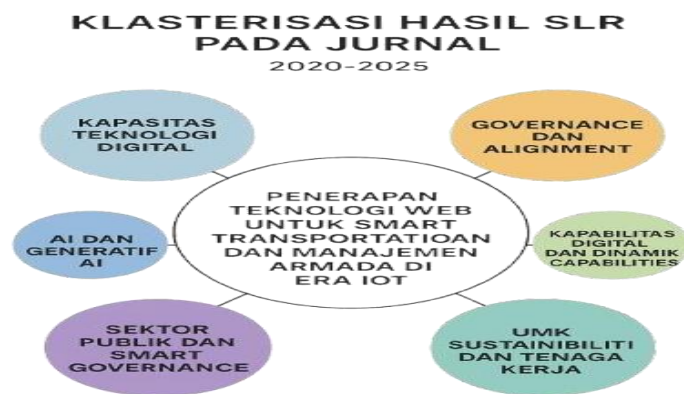 KLASTERISASI HASIL SLR
PADA JURNAL
2020-2025
KAPASITAS
TEKNOLOGI
DIGITAL
GOVERNANCE
DAN
ALIGNMENT
PENERAPAN
TEKNOLOGI WEB
UNTUK SMART
TRANSPORTATIOAN
DAN MANAJEMEN
ARMADA DI
ERA IOT
AI DAN
GENERATIF
AI
KAPABILITAS
DIGITAL
DAN DINAMIK
CAPABILITIES
SEKTOR
PUBLIK DAN
SMART
GOVERNANCE
UMK
SUSTAINIBILITI
DAN TENAGA
KERJA